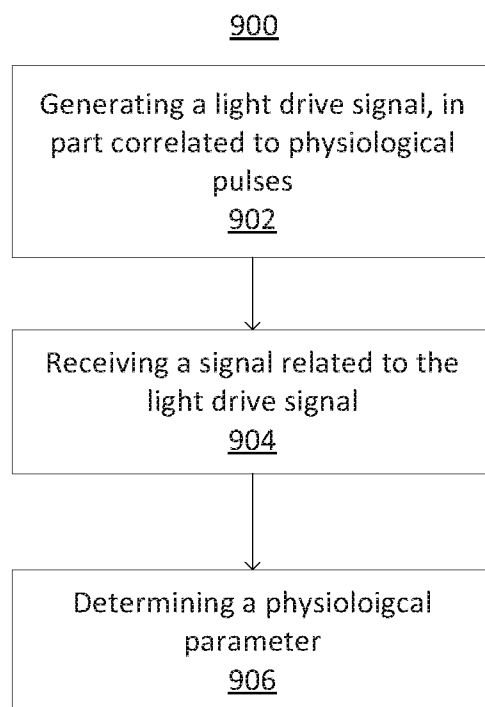 900
Generating a light drive signal, in
part correlated to physiological
pulses
902
Receiving a signal related to the
light drive signal
904
Determining a physioloigcal
parameter
906